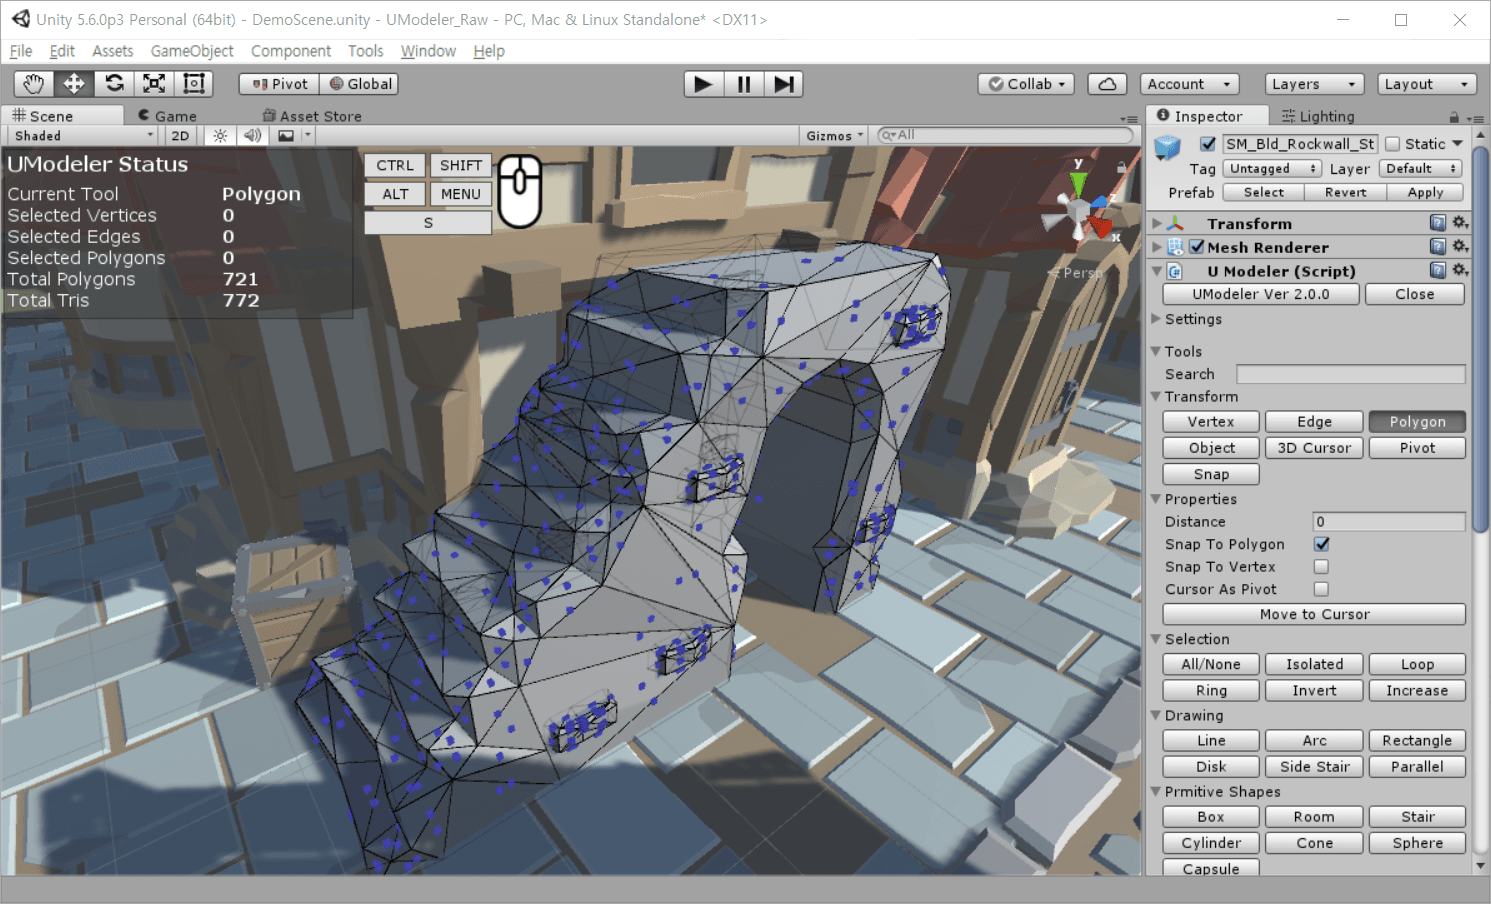 Unity 5.6.0p3 Personal (64bit) - DemoScene.unity - UModeler_Raw - PC, Mac & Linux Standalone* <DX11>
File Edit Assets GameObject Component Tools Window Help
Pivot Global Collab Account Layers Layout
Scene Game Asset Store
Shaded 2D Gizmos All
UModeler Status
Current Tool Polygon
Selected Vertices 0
Selected Edges 0
Selected Polygons 0
Total Polygons 721
Total Tris 772
CTRL SHIFT
ALT MENU
S
y
z
x
Persp
Inspector Lighting
SM_Bld_Rockwall_St Static
Tag Untagged Layer Default
Prefab Select Revert Apply
Transform
Mesh Renderer
U Modeler (Script)
UModeler Ver 2.0.0 Close
Settings
Tools
Search
Transform
Vertex Edge Polygon
Object 3D Cursor Pivot
Snap
Properties
Distance 0
Snap To Polygon
Snap To Vertex
Cursor As Pivot
Move to Cursor
Selection
All/None Isolated Loop
Ring Invert Increase
Drawing
Line Arc Rectangle
Disk Side Stair Parallel
Prmitive Shapes
Box Room Stair
Cylinder Cone Sphere
Capsule